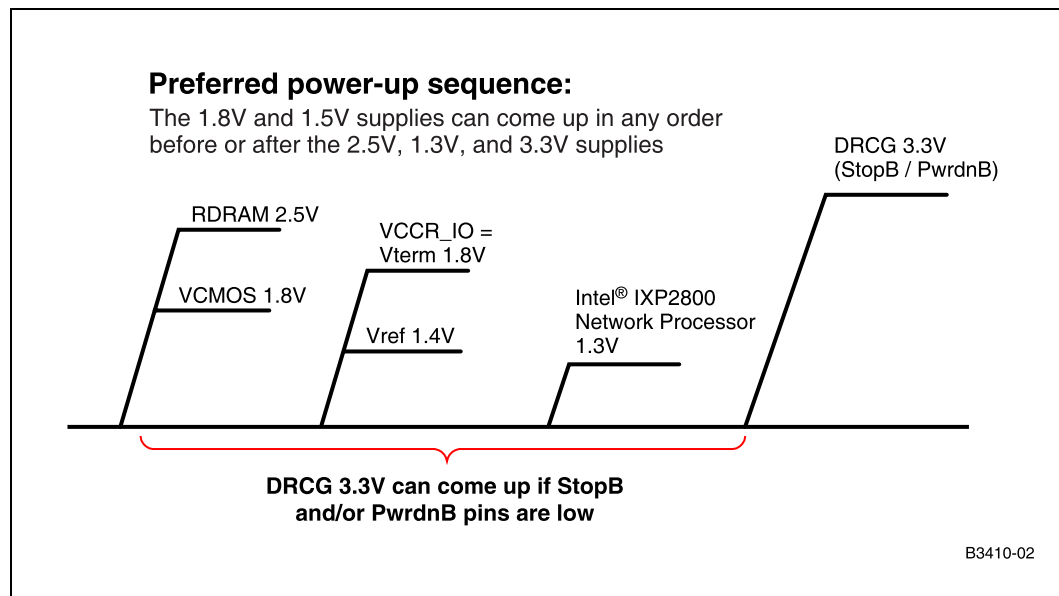 Preferred power-up sequence:
The 1.8V and 1.5V supplies can come up in any order
before or after the 2.5V, 1.3V, and 3.3V supplies
DRCG 3.3V
(StopB / PwrdnB)
RDRAM 2.5V
VCCR_IO =
Vterm 1.8V
VCMOS 1.8V
Intel® IXP2800
Network Processor
1.3V
Vref 1.4V
DRCG 3.3V can come up if StopB
and/or PwrdnB pins are low
B3410-02